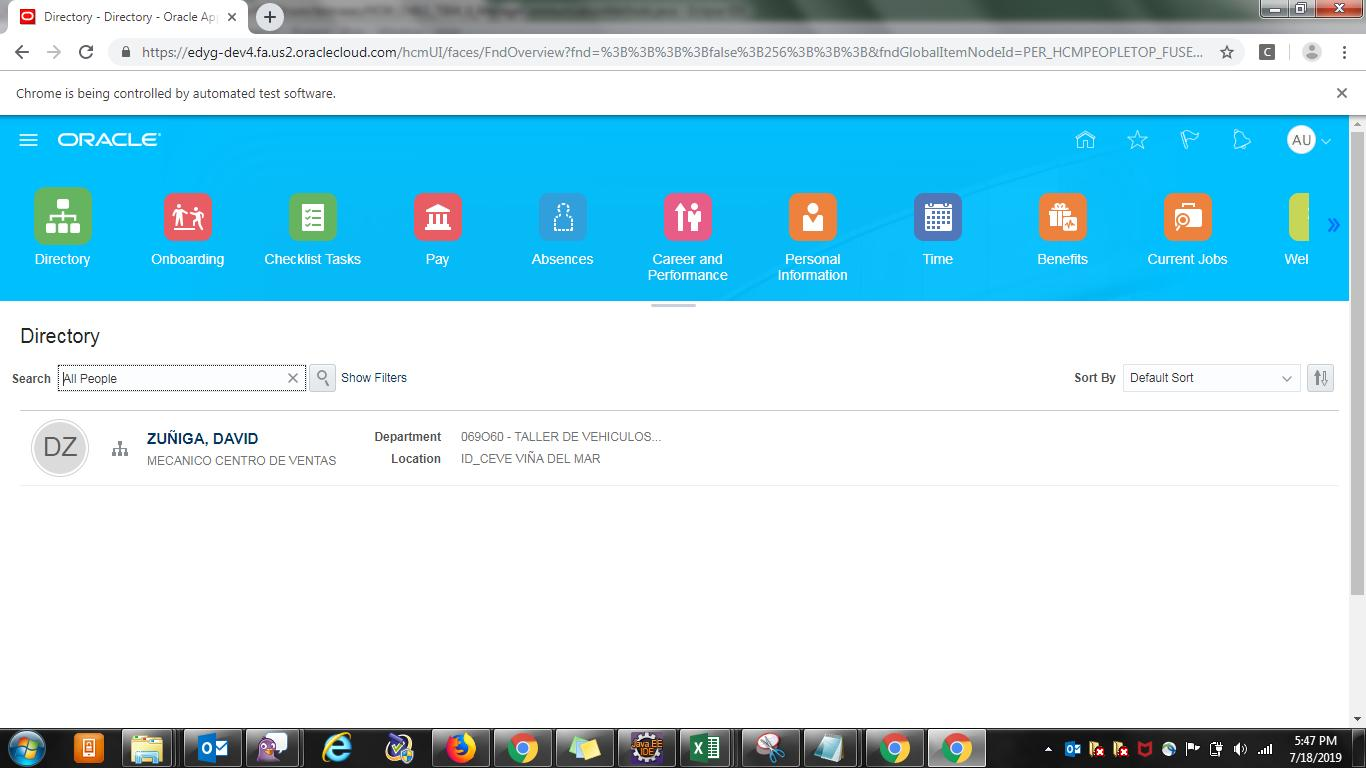 Directory - Directory - Oracle Ap
https://edyg-dev4.fa.us2.oraclecloud.com/hcmUI/faces/FndOverview?fnd=%3B%3B%3B%3Bfalse%3B256%3B%3B%3B&fndGlobalItemNodeId=PER_HCMPEOPLETOP_FUSE...
C
Chrome is being controlled by automated test software.
ORACLE
AU
Directory
Onboarding
Checklist Tasks
Pay
Absences
Career and
Performance
Personal
Information
Time
Benefits
Current Jobs
Wel
Directory
Search All People Show Filters
Sort By Default Sort
DZ
ZUÑIGA, DAVID
MECANICO CENTRO DE VENTAS
Department 069O60 - TALLER DE VEHICULOS...
Location ID_CEVE VIÑA DEL MAR
Java EE
IDE
5:47 PM
7/18/2019